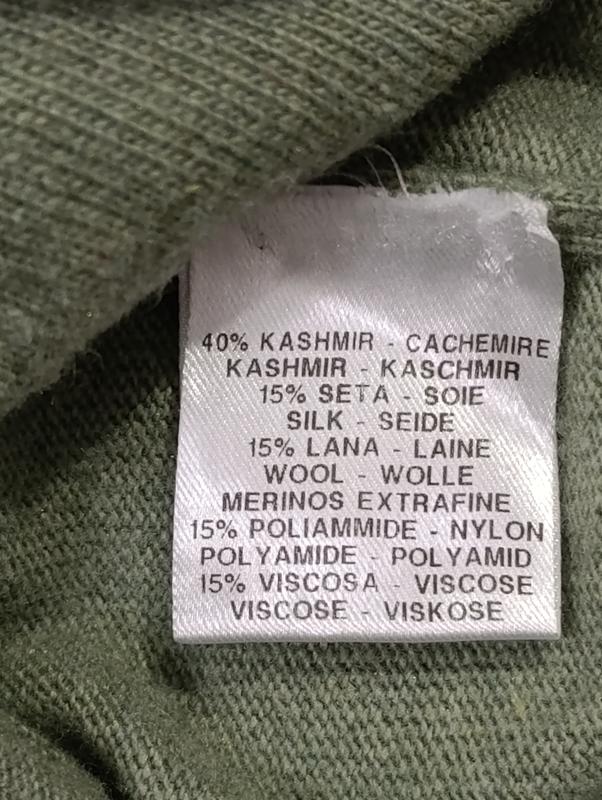 40% KASHMIR - CACHEMIRE
KASHMIR - KASCHMIR
15% SETA - SOIE
SILK - SEIDE
15% LANA - LAINE
WOOL - WOLLE
MERINOS EXTRAFINE
15% POLIAMMIDE - NYLON
POLYAMIDE - POLYAMID
15% VISCOSA - VISCOSE
VISCOSE - VISKOSE